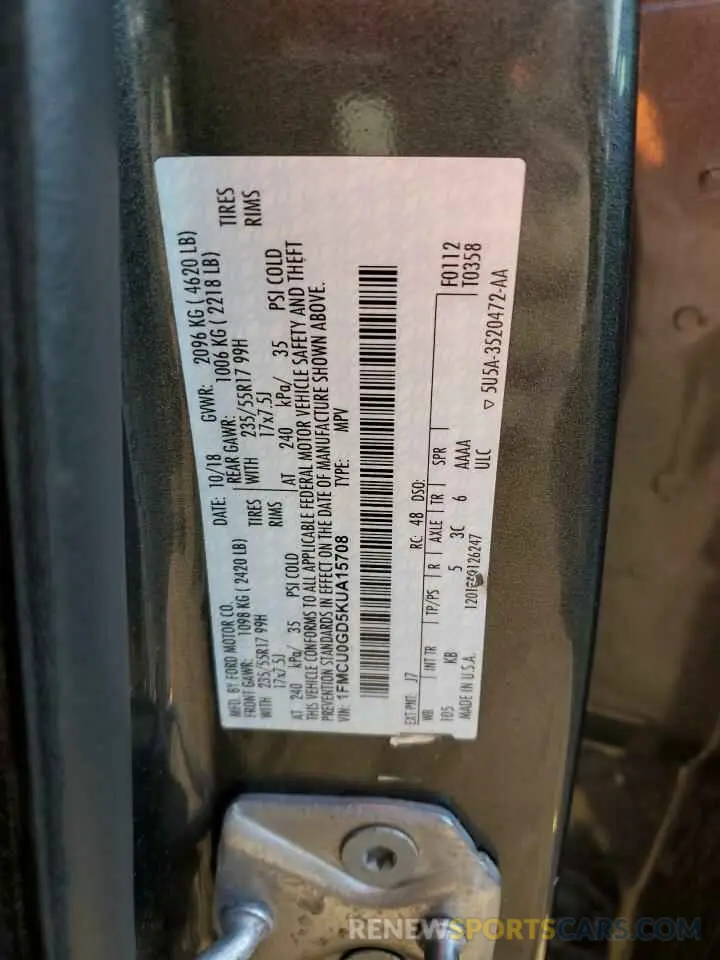 MFD. BY FORD MOTOR CO.
DATE: 10/18 GVWR: 2096 KG ( 4620 LB)
FRONT GAWR: 1098 KG ( 2420 LB) REAR GAWR: 1006 KG ( 2218 LB)
WITH 235/55R17 99H TIRES WITH 235/55R17 99H TIRES
17x7.5J RIMS 17x7.5J RIMS
AT 240 kPa/ 35 PSI COLD AT 240 kPa/ 35 PSI COLD
THIS VEHICLE CONFORMS TO ALL APPLICABLE FEDERAL MOTOR VEHICLE SAFETY AND THEFT
PREVENTION STANDARDS IN EFFECT ON THE DATE OF MANUFACTURE SHOWN ABOVE.
VIN: 1FMCU0GD5KUA15708 TYPE: MPV
EXT PNT: J7 RC: 48 DSO: F0112
WB INT TR TP/PS R AXLE TR SPR T0358
105 KB 5 3C 6 AAAA
ULC
MADE IN U.S.A. ▽ 5U5A-3520472-AA
RENEWSPORTSCARS.COM